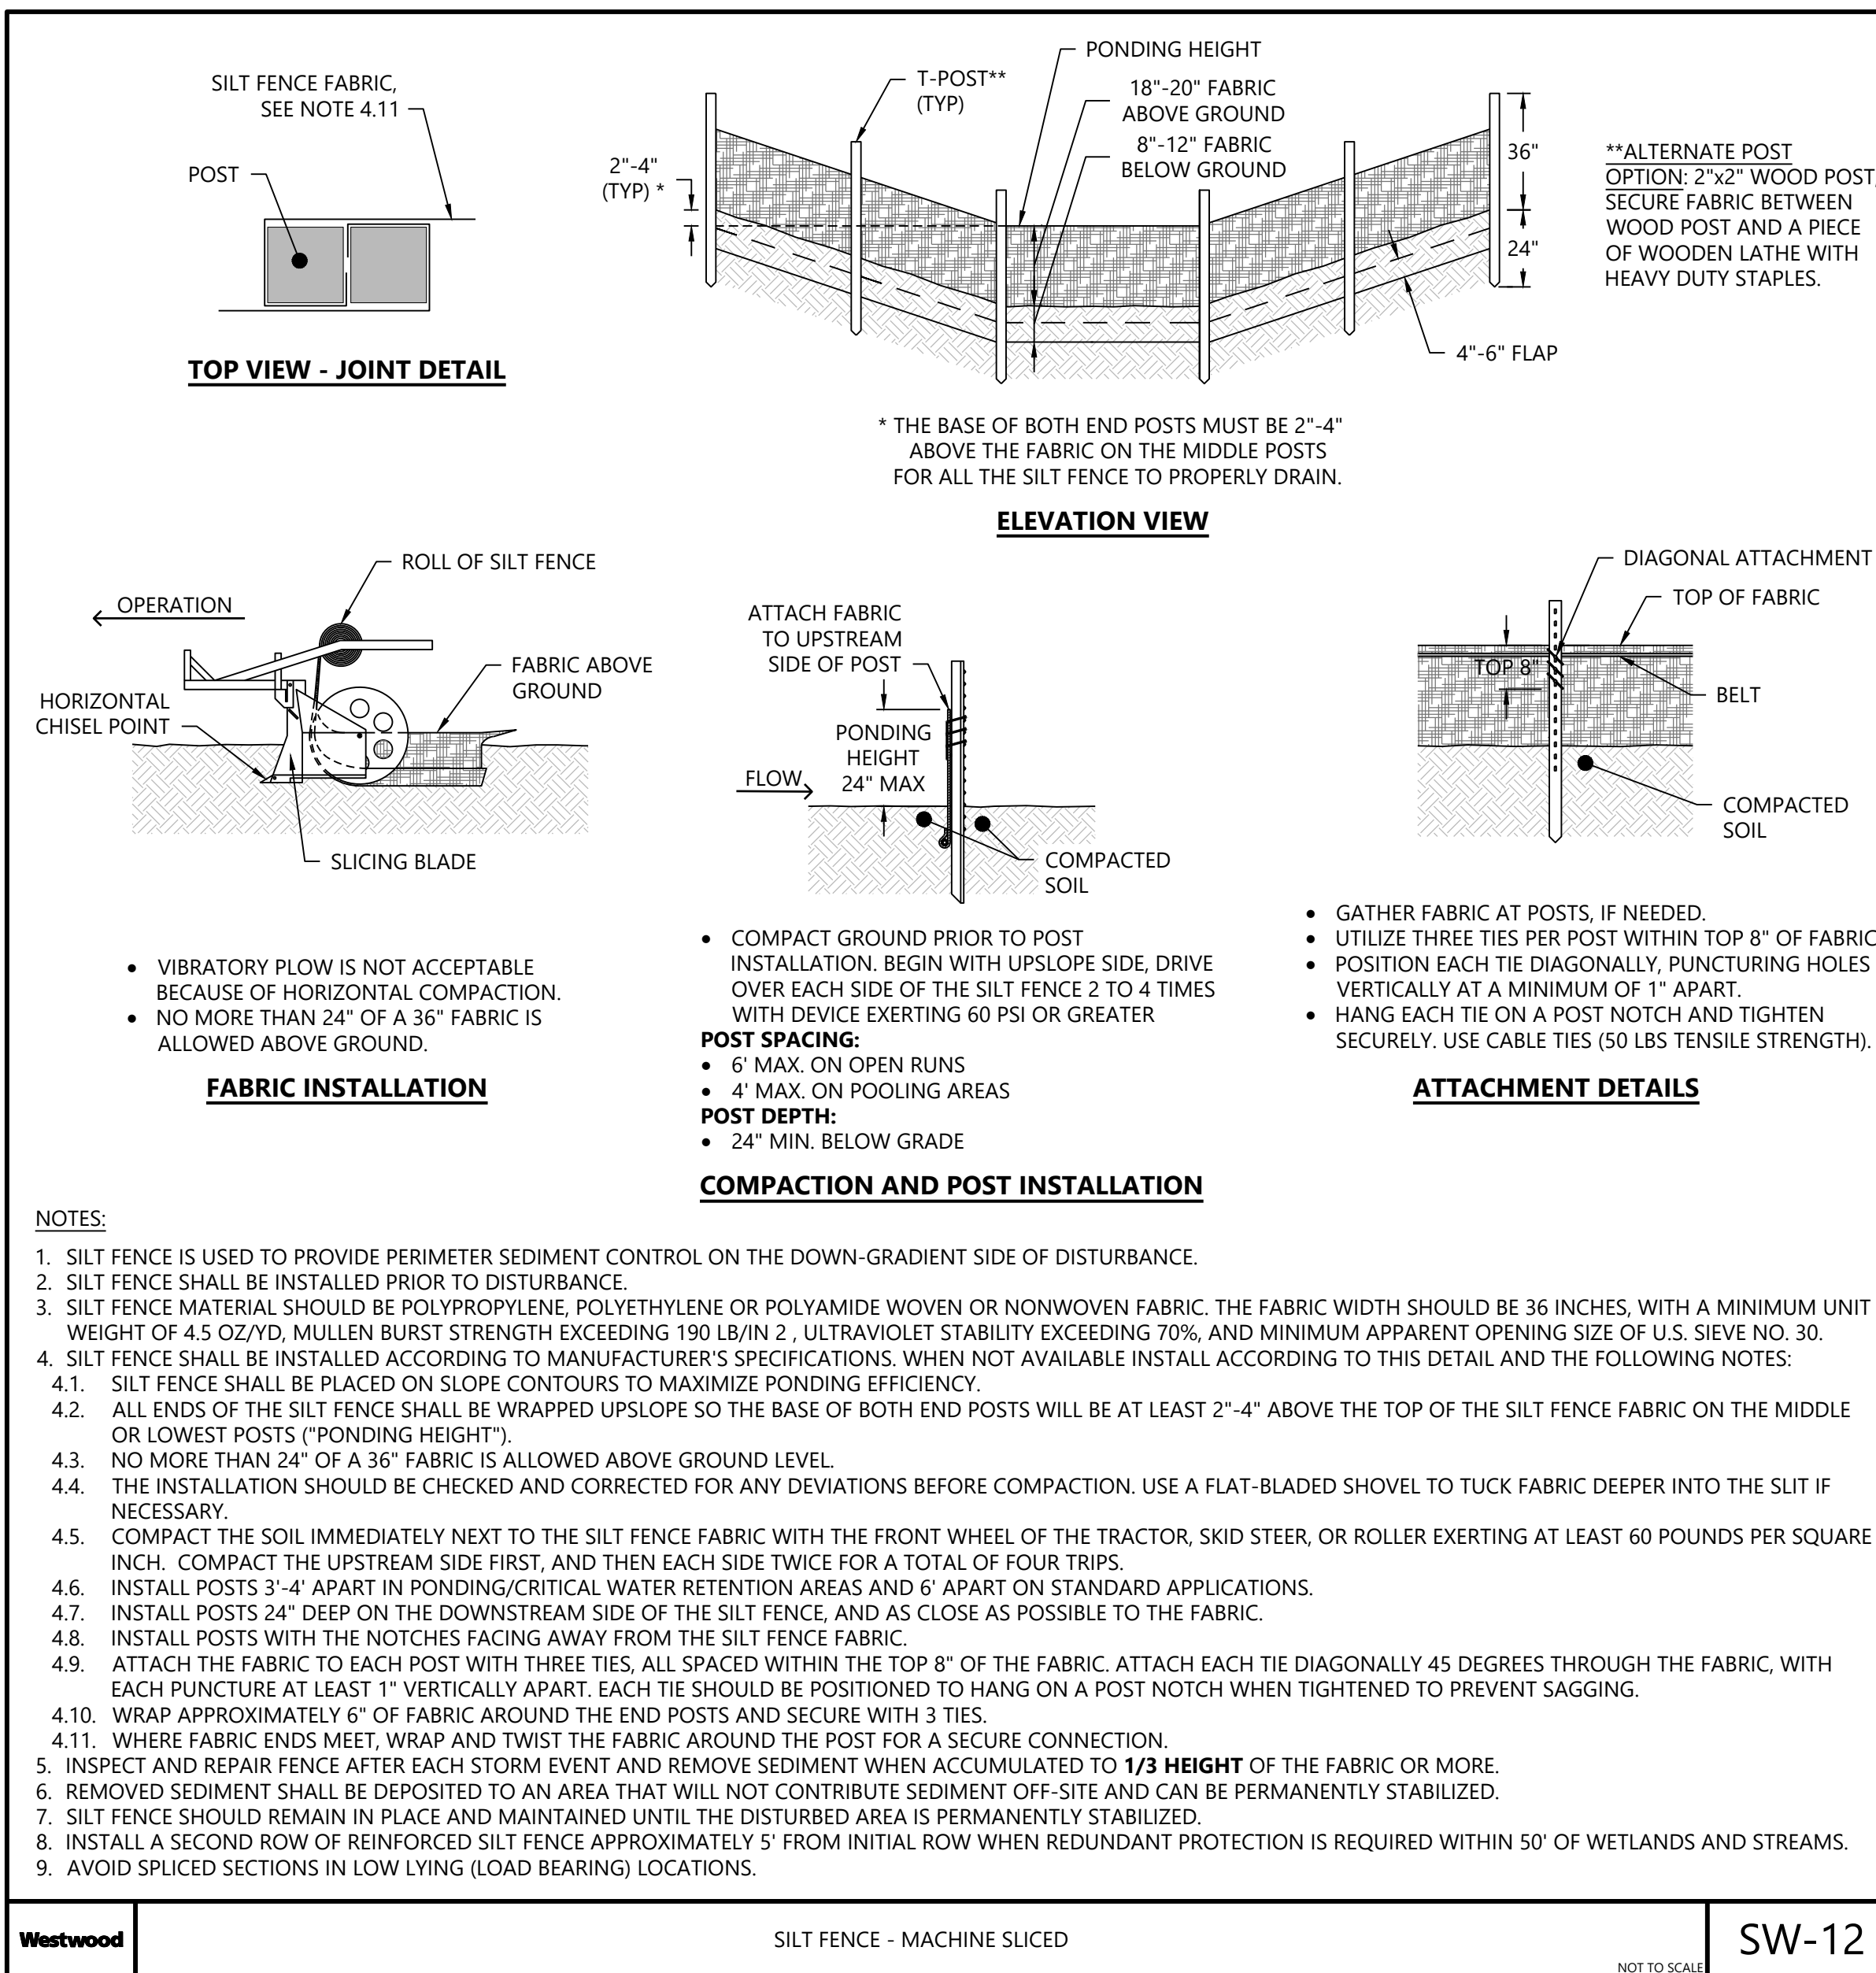 SILT FENCE FABRIC,
SEE NOTE 4.11
POST
TOP VIEW - JOINT DETAIL
PONDING HEIGHT
T-POST**
(TYP)
18"-20" FABRIC
ABOVE GROUND
8"-12" FABRIC
BELOW GROUND
2"-4"
(TYP) *
36"
24"
4"-6" FLAP
**ALTERNATE POST
OPTION: 2"x2" WOOD POST,
SECURE FABRIC BETWEEN
WOOD POST AND A PIECE
OF WOODEN LATHE WITH
HEAVY DUTY STAPLES.
* THE BASE OF BOTH END POSTS MUST BE 2"-4"
ABOVE THE FABRIC ON THE MIDDLE POSTS
FOR ALL THE SILT FENCE TO PROPERLY DRAIN.
ELEVATION VIEW
ROLL OF SILT FENCE
OPERATION
FABRIC ABOVE
GROUND
HORIZONTAL
CHISEL POINT
SLICING BLADE
• VIBRATORY PLOW IS NOT ACCEPTABLE
BECAUSE OF HORIZONTAL COMPACTION.
• NO MORE THAN 24" OF A 36" FABRIC IS
ALLOWED ABOVE GROUND.
FABRIC INSTALLATION
ATTACH FABRIC
TO UPSTREAM
SIDE OF POST
PONDING
HEIGHT
24" MAX
FLOW
COMPACTED
SOIL
• COMPACT GROUND PRIOR TO POST
INSTALLATION. BEGIN WITH UPSLOPE SIDE, DRIVE
OVER EACH SIDE OF THE SILT FENCE 2 TO 4 TIMES
WITH DEVICE EXERTING 60 PSI OR GREATER
POST SPACING:
• 6' MAX. ON OPEN RUNS
• 4' MAX. ON POOLING AREAS
POST DEPTH:
• 24" MIN. BELOW GRADE
COMPACTION AND POST INSTALLATION
DIAGONAL ATTACHMENT
TOP OF FABRIC
TOP 8"
BELT
COMPACTED
SOIL
• GATHER FABRIC AT POSTS, IF NEEDED.
• UTILIZE THREE TIES PER POST WITHIN TOP 8" OF FABRIC
• POSITION EACH TIE DIAGONALLY, PUNCTURING HOLES
VERTICALLY AT A MINIMUM OF 1" APART.
• HANG EACH TIE ON A POST NOTCH AND TIGHTEN
SECURELY. USE CABLE TIES (50 LBS TENSILE STRENGTH).
ATTACHMENT DETAILS
NOTES:
1. SILT FENCE IS USED TO PROVIDE PERIMETER SEDIMENT CONTROL ON THE DOWN-GRADIENT SIDE OF DISTURBANCE.
2. SILT FENCE SHALL BE INSTALLED PRIOR TO DISTURBANCE.
3. SILT FENCE MATERIAL SHOULD BE POLYPROPYLENE, POLYETHYLENE OR POLYAMIDE WOVEN OR NONWOVEN FABRIC. THE FABRIC WIDTH SHOULD BE 36 INCHES, WITH A MINIMUM UNIT
WEIGHT OF 4.5 OZ/YD, MULLEN BURST STRENGTH EXCEEDING 190 LB/IN 2 , ULTRAVIOLET STABILITY EXCEEDING 70%, AND MINIMUM APPARENT OPENING SIZE OF U.S. SIEVE NO. 30.
4. SILT FENCE SHALL BE INSTALLED ACCORDING TO MANUFACTURER'S SPECIFICATIONS. WHEN NOT AVAILABLE INSTALL ACCORDING TO THIS DETAIL AND THE FOLLOWING NOTES:
4.1. SILT FENCE SHALL BE PLACED ON SLOPE CONTOURS TO MAXIMIZE PONDING EFFICIENCY.
4.2. ALL ENDS OF THE SILT FENCE SHALL BE WRAPPED UPSLOPE SO THE BASE OF BOTH END POSTS WILL BE AT LEAST 2"-4" ABOVE THE TOP OF THE SILT FENCE FABRIC ON THE MIDDLE
OR LOWEST POSTS ("PONDING HEIGHT").
4.3. NO MORE THAN 24" OF A 36" FABRIC IS ALLOWED ABOVE GROUND LEVEL.
4.4. THE INSTALLATION SHOULD BE CHECKED AND CORRECTED FOR ANY DEVIATIONS BEFORE COMPACTION. USE A FLAT-BLADED SHOVEL TO TUCK FABRIC DEEPER INTO THE SLIT IF
NECESSARY.
4.5. COMPACT THE SOIL IMMEDIATELY NEXT TO THE SILT FENCE FABRIC WITH THE FRONT WHEEL OF THE TRACTOR, SKID STEER, OR ROLLER EXERTING AT LEAST 60 POUNDS PER SQUARE
INCH. COMPACT THE UPSTREAM SIDE FIRST, AND THEN EACH SIDE TWICE FOR A TOTAL OF FOUR TRIPS.
4.6. INSTALL POSTS 3'-4' APART IN PONDING/CRITICAL WATER RETENTION AREAS AND 6' APART ON STANDARD APPLICATIONS.
4.7. INSTALL POSTS 24" DEEP ON THE DOWNSTREAM SIDE OF THE SILT FENCE, AND AS CLOSE AS POSSIBLE TO THE FABRIC.
4.8. INSTALL POSTS WITH THE NOTCHES FACING AWAY FROM THE SILT FENCE FABRIC.
4.9. ATTACH THE FABRIC TO EACH POST WITH THREE TIES, ALL SPACED WITHIN THE TOP 8" OF THE FABRIC. ATTACH EACH TIE DIAGONALLY 45 DEGREES THROUGH THE FABRIC, WITH
EACH PUNCTURE AT LEAST 1" VERTICALLY APART. EACH TIE SHOULD BE POSITIONED TO HANG ON A POST NOTCH WHEN TIGHTENED TO PREVENT SAGGING.
4.10. WRAP APPROXIMATELY 6" OF FABRIC AROUND THE END POSTS AND SECURE WITH 3 TIES.
4.11. WHERE FABRIC ENDS MEET, WRAP AND TWIST THE FABRIC AROUND THE POST FOR A SECURE CONNECTION.
5. INSPECT AND REPAIR FENCE AFTER EACH STORM EVENT AND REMOVE SEDIMENT WHEN ACCUMULATED TO 1/3 HEIGHT OF THE FABRIC OR MORE.
6. REMOVED SEDIMENT SHALL BE DEPOSITED TO AN AREA THAT WILL NOT CONTRIBUTE SEDIMENT OFF-SITE AND CAN BE PERMANENTLY STABILIZED.
7. SILT FENCE SHOULD REMAIN IN PLACE AND MAINTAINED UNTIL THE DISTURBED AREA IS PERMANENTLY STABILIZED.
8. INSTALL A SECOND ROW OF REINFORCED SILT FENCE APPROXIMATELY 5' FROM INITIAL ROW WHEN REDUNDANT PROTECTION IS REQUIRED WITHIN 50' OF WETLANDS AND STREAMS.
9. AVOID SPLICED SECTIONS IN LOW LYING (LOAD BEARING) LOCATIONS.
Westwood
SILT FENCE - MACHINE SLICED
NOT TO SCALE
SW-12